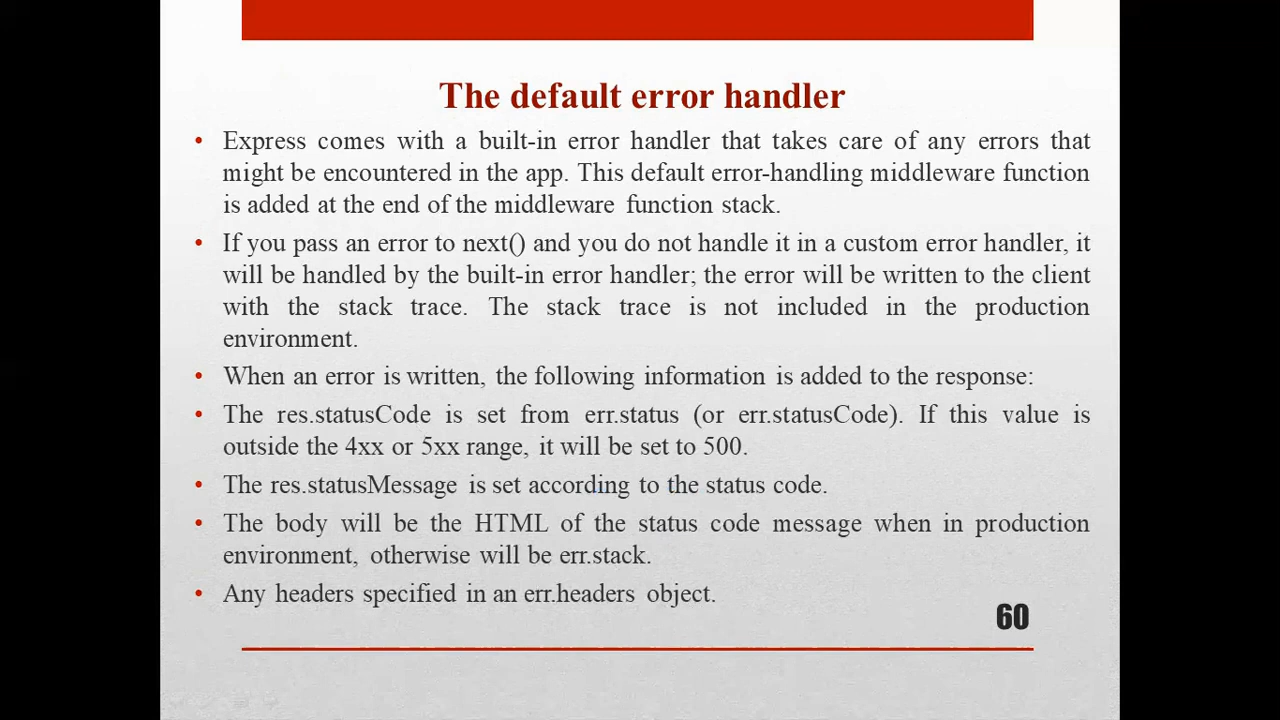 The default error handler
• Express comes with a built-in error handler that takes care of any errors that
might be encountered in the app. This default error-handling middleware function
is added at the end of the middleware function stack.
• If you pass an error to next() and you do not handle it in a custom error handler, it
will be handled by the built-in error handler; the error will be written to the client
with the stack trace. The stack trace is not included in the production
environment.
• When an error is written, the following information is added to the response:
• The res.statusCode is set from err.status (or err.statusCode). If this value is
outside the 4xx or 5xx range, it will be set to 500.
• The res.statusMessage is set according to the status code.
• The body will be the HTML of the status code message when in production
environment, otherwise will be err.stack.
• Any headers specified in an err.headers object.
60